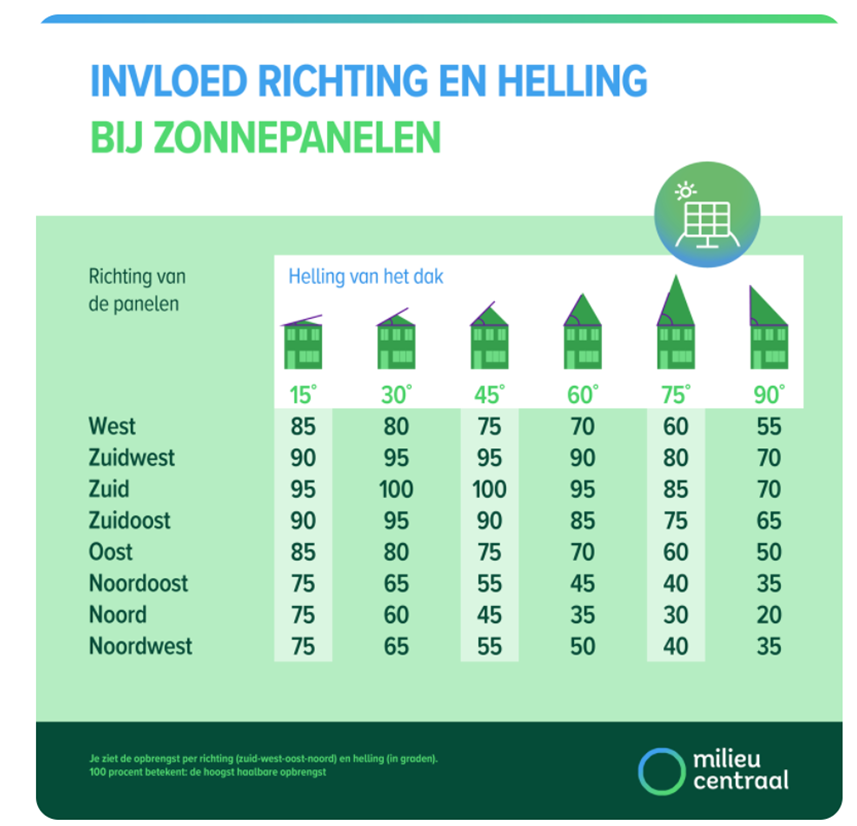 INVLOED RICHTING EN HELLING
BIJ ZONNEPANELEN
Richting van
de panelen
Helling van het dak
15° 30° 45° 60° 75° 90°
West 85 80 75 70 60 55
Zuidwest 90 95 95 90 80 70
Zuid 95 100 100 95 85 70
Zuidoost 90 95 90 85 75 65
Oost 85 80 75 70 60 50
Noordoost 75 65 55 45 40 35
Noord 75 60 45 35 30 20
Noordwest 75 65 55 50 40 35
Je ziet de opbrengst per richting (zuid-west-oost-noord) en helling (in graden).
100 procent betekent: de hoogst haalbare opbrengst
milieu
centraal